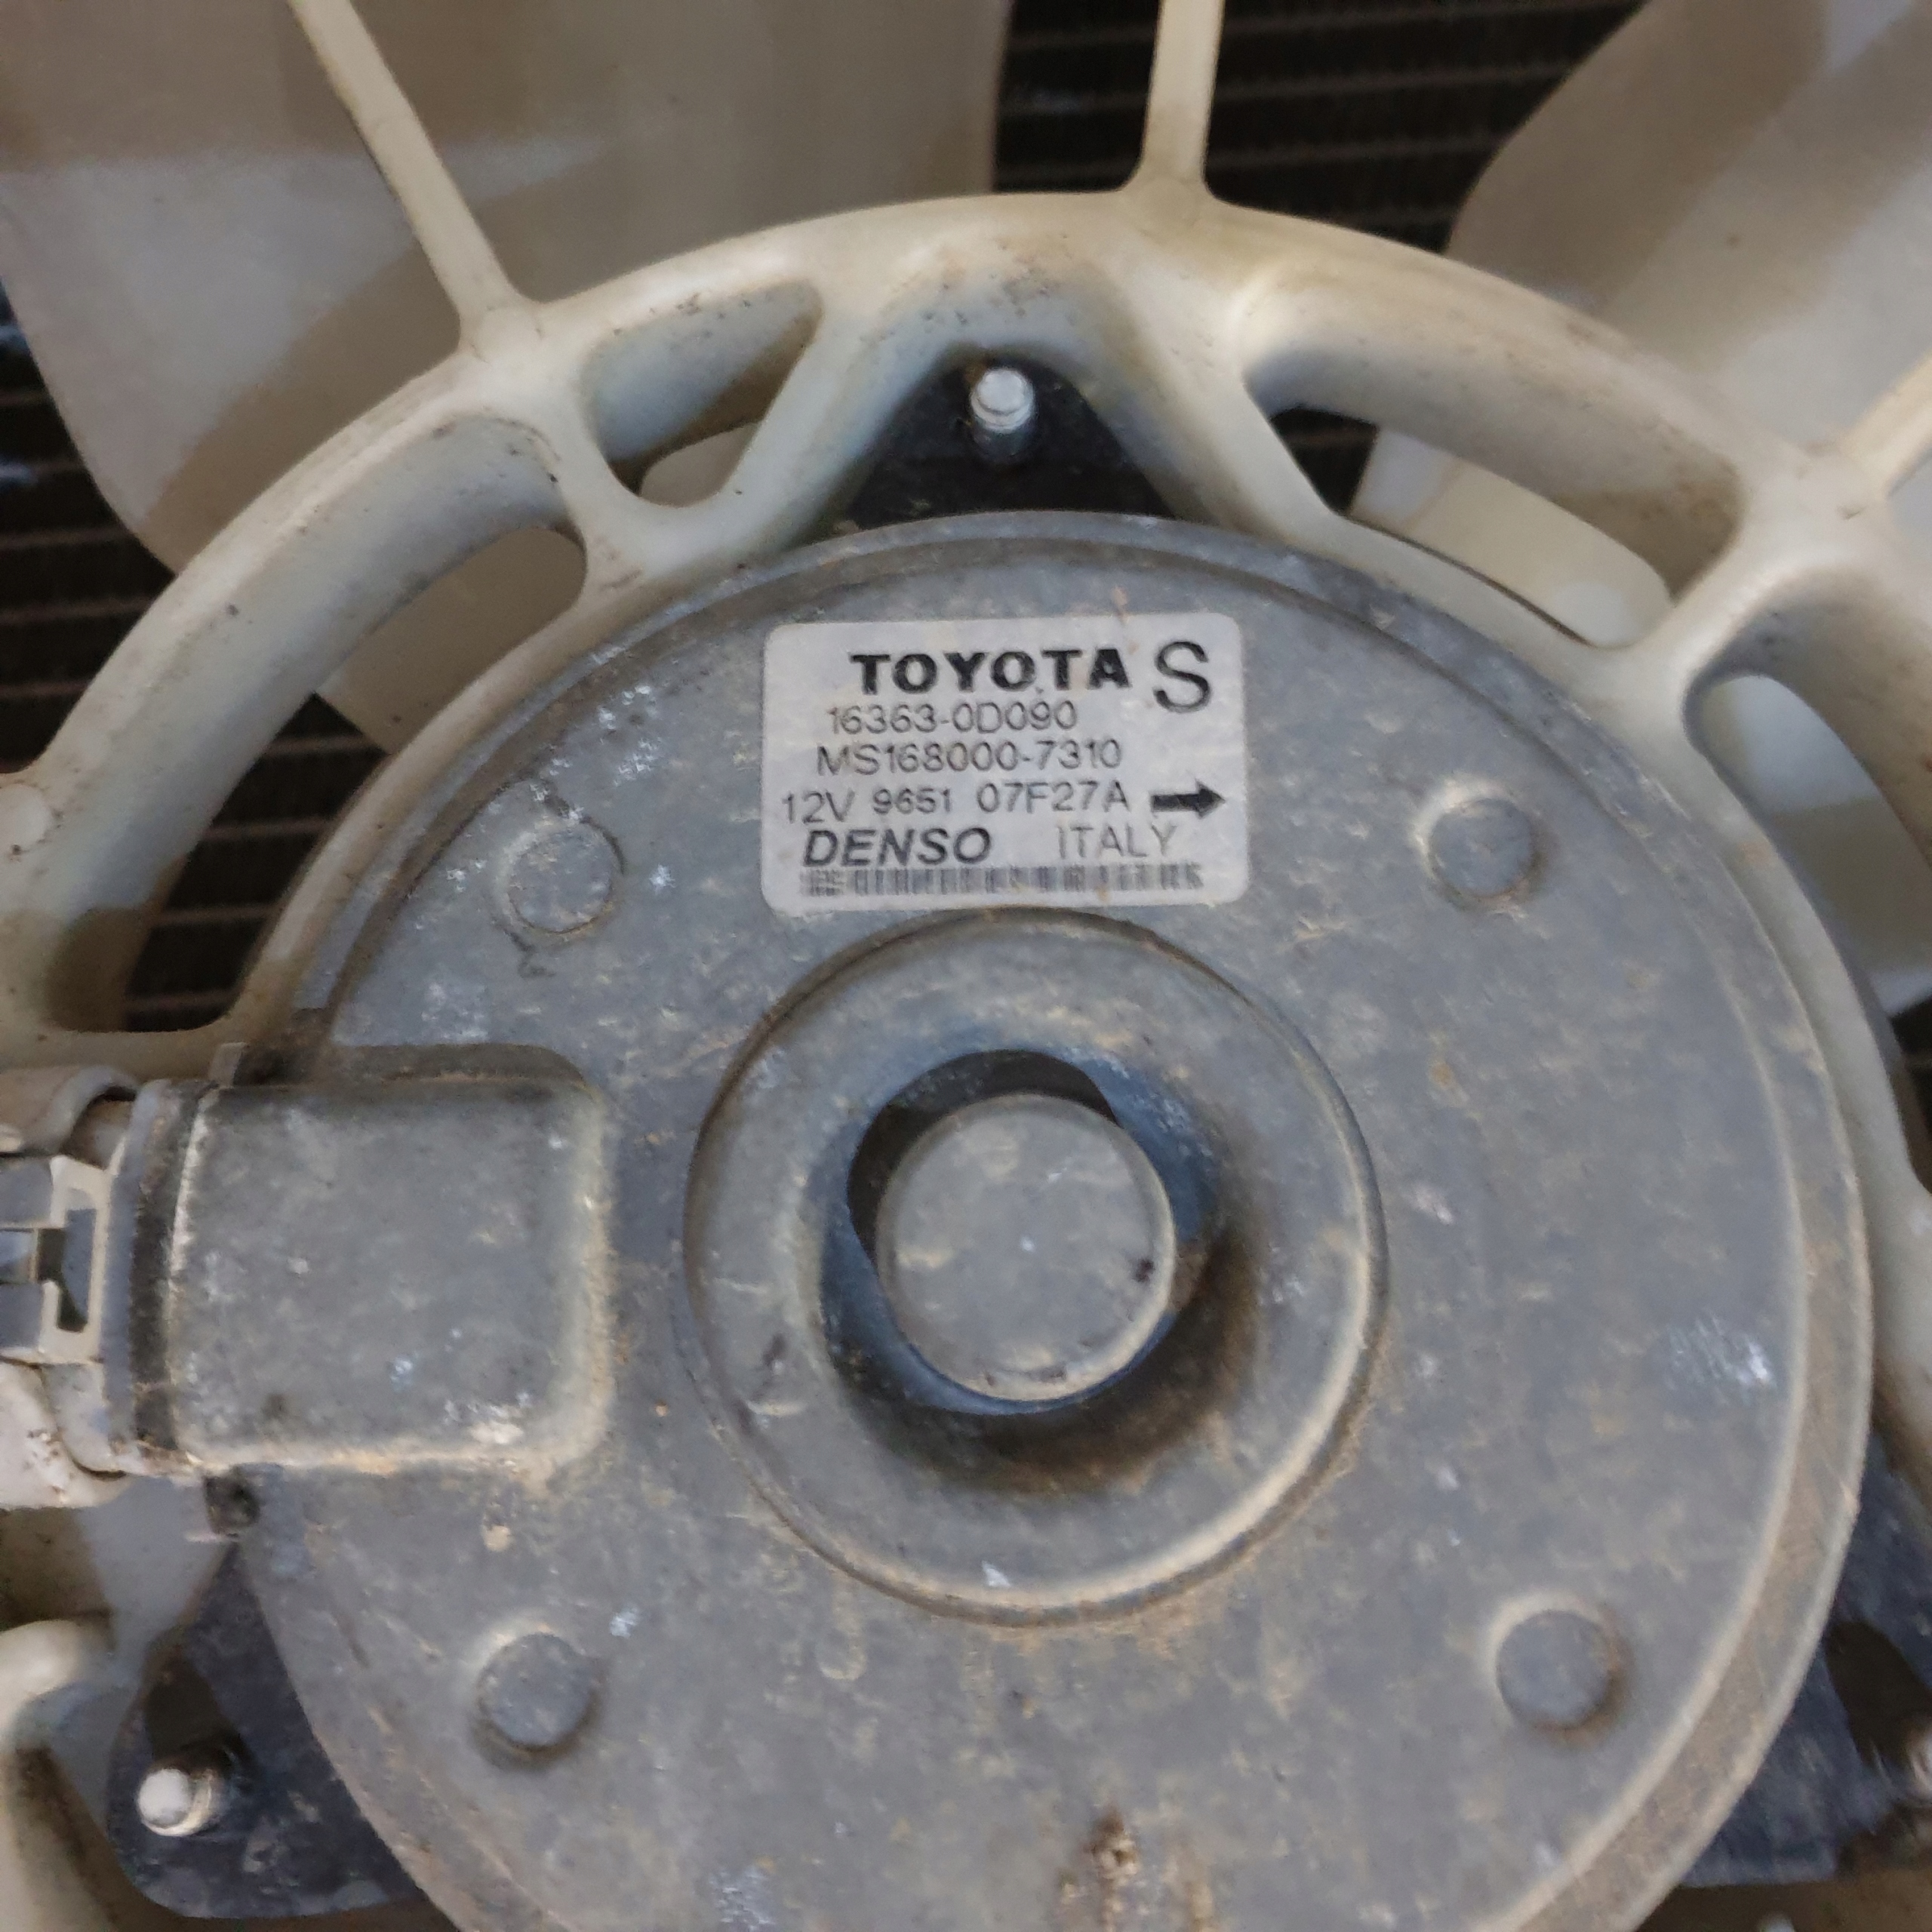 TOYOTA S
16363-0D090
MS168000-7310
12V 9651 07F27A →
DENSO ITALY